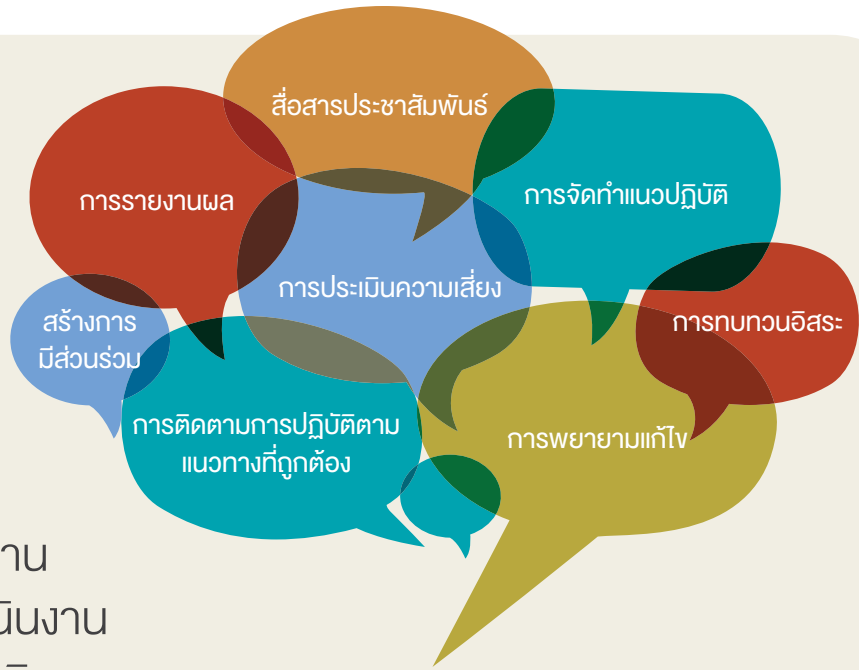 สื่อสารประชาสัมพันธ์
การรายงานผล
การจัดทำแนวปฏิบัติ
การประเมินความเสี่ยง
สร้างการ
มีส่วนร่วม
การทบทวนอิสระ
การติดตามการปฏิบัติตาม
แนวทางที่ถูกต้อง
การพยายามแก้ไข